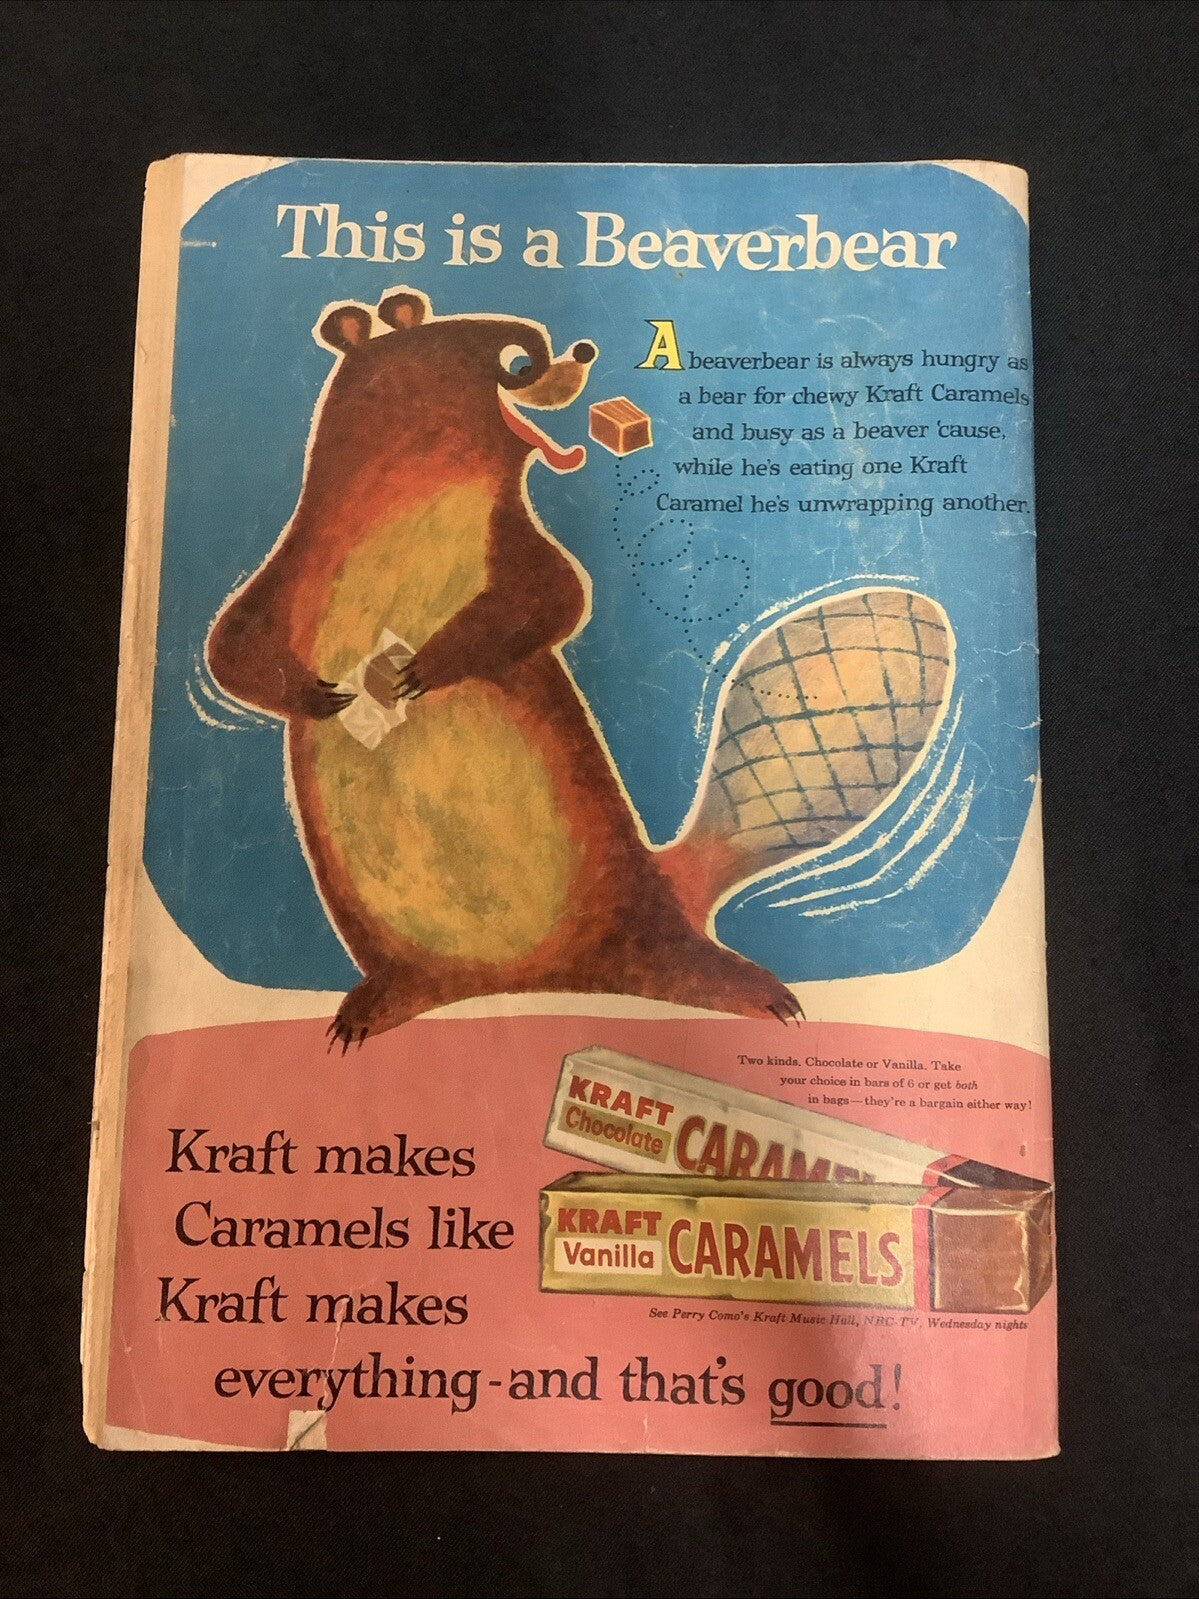 This is a Beaverbear
A beaverbear is always hungry as
a bear for chewy Kraft Caramels
and busy as a beaver 'cause,
while he's eating one Kraft
Caramel he's unwrapping another.
Two kinds. Chocolate or Vanilla. Take
your choice in bars of 6 or get both
in bags—they're a bargain either way!
KRAFT
Chocolate CARAMEL
KRAFT
Vanilla CARAMELS
See Perry Como's Kraft Music Hall, NBC-TV, Wednesday nights
Kraft makes
Caramels like
Kraft makes
everything-and that's good!